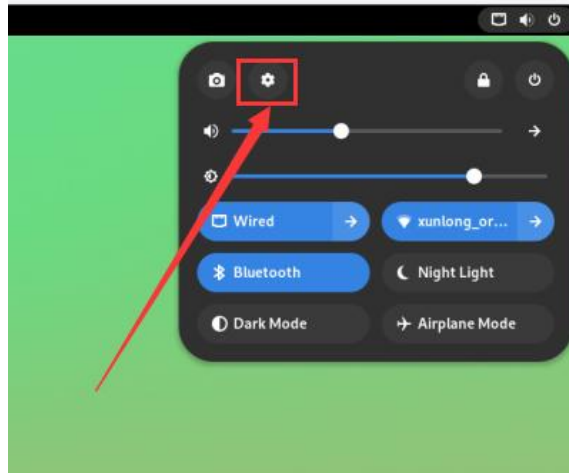 Wired
xunlong_or...
Bluetooth
Night Light
Dark Mode
Airplane Mode